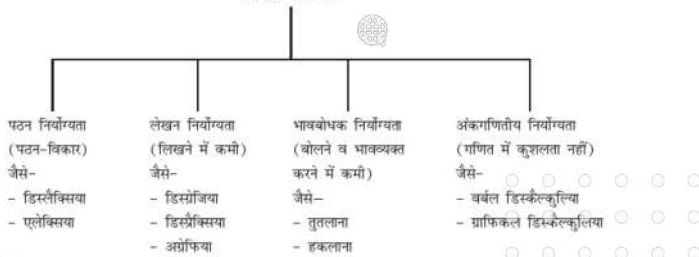 पठन निर्योग्यता
(पठन-विकार)
जैसे-
- डिस्लैक्सिया
- एलेक्सिया
लेखन निर्योग्यता
(लिखने में कमी)
जैसे-
- डिस्ग्रेजिया
- डिस्प्रैक्सिया
- अग्रेफिया
भावबोधक निर्योग्यता
(बोलने व भावव्यक्त
करने में कमी)
जैसे–
- तुतलाना
- हकलाना
अंकगणितीय निर्योग्यता
(गणित में कुशलता नहीं)
जैसे-
- वर्बल डिस्कैल्कुल्यिा
- ग्राफिकल डिस्कैल्कुलिया